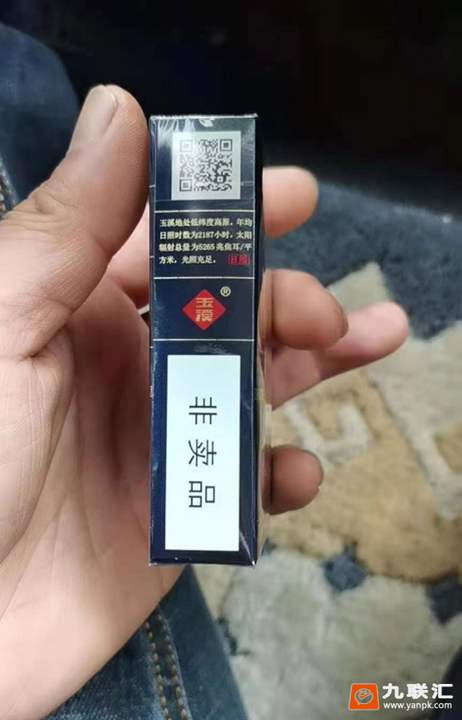 玉溪地处低纬度高原，年均
日照时数为2187小时，太阳
辐射总量为5265兆焦耳/平
方米，光照充足。
玉溪®
非卖品
九联汇
www.yanpk.com